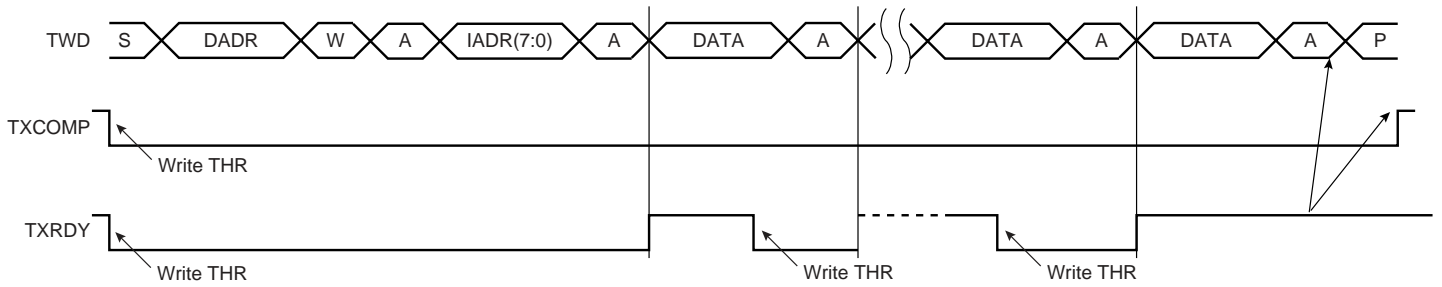 TWD S DADR W A IADR(7:0) A DATA A DATA A DATA A P
TXCOMP
Write THR
TXRDY
Write THR Write THR Write THR